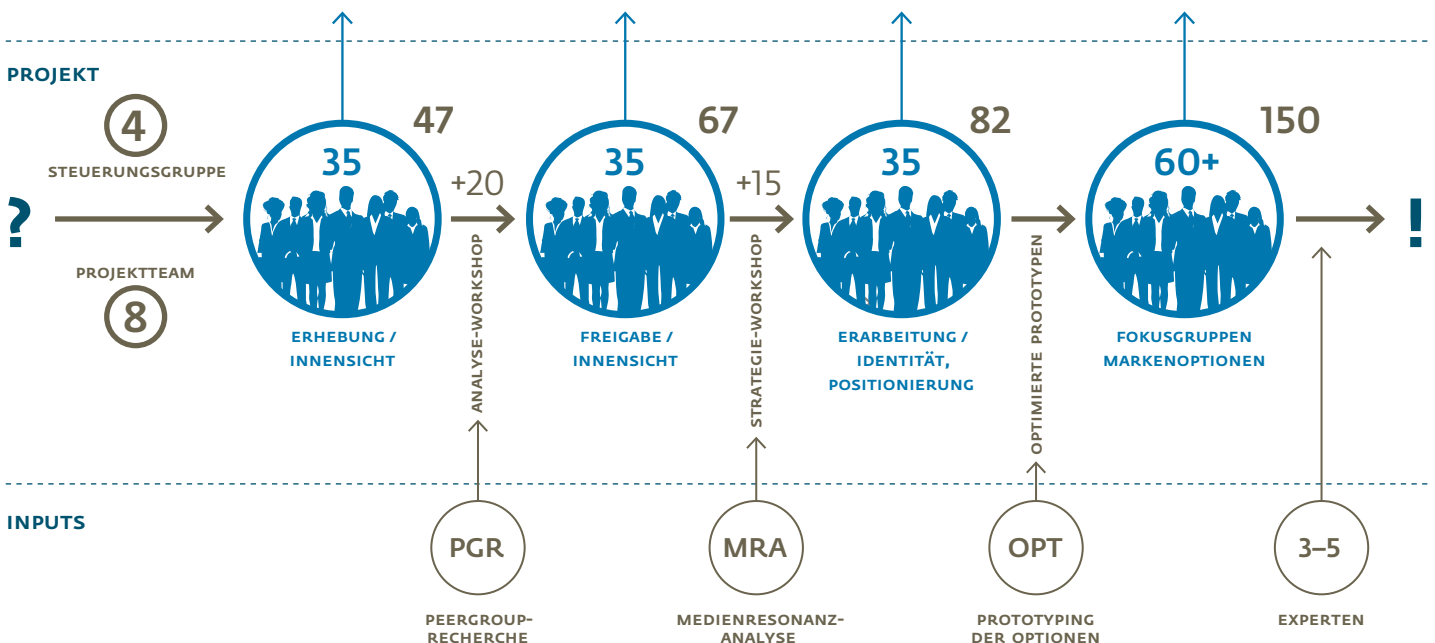 PROJEKT
4
STEUERUNGSGRUPPE
?
PROJEKTTEAM
8
47
35
ERHEBUNG /
INNENSICHT
+20
ANALYSE-WORKSHOP
67
35
FREIGABE /
INNENSICHT
+15
STRATEGIE-WORKSHOP
82
35
ERARBEITUNG /
IDENTITÄT,
POSITIONIERUNG
OPTIMIERTE PROTOTYPEN
150
60+
FOKUSGRUPPEN
MARKENOPTIONEN
!
INPUTS
PGR
PEERGROUP-
RECHERCHE
MRA
MEDIENRESONANZ-
ANALYSE
OPT
PROTOTYPING
DER OPTIONEN
3–5
EXPERTEN